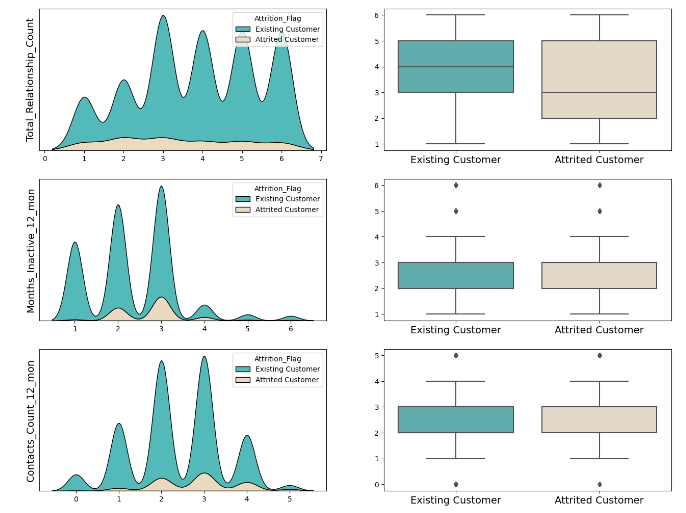 Total_Relationship_Count
Attrition_Flag
Existing Customer
Attrited Customer
0 1 2 3 4 5 6 7
6
5
4
3
2
1
Existing Customer Attrited Customer
Months_Inactive_12_mon
Attrition_Flag
Existing Customer
Attrited Customer
1 2 3 4 5 6
6
5
4
3
2
1
Existing Customer Attrited Customer
Contacts_Count_12_mon
Attrition_Flag
Existing Customer
Attrited Customer
0 1 2 3 4 5
5
4
3
2
1
0
Existing Customer Attrited Customer